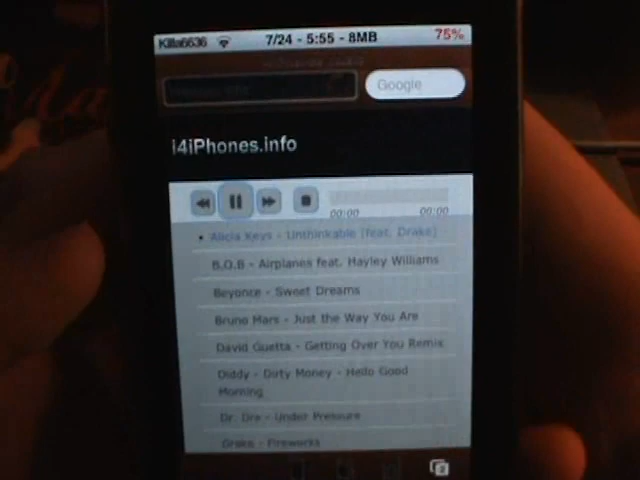 Killa6636 7/24 - 5:55 - 8MB 75%
Google
i4iPhones.info
00:00 00:00
Alicia Keys - Unthinkable (feat. Drake)
B.O.B - Airplanes feat. Hayley Williams
Beyonce - Sweet Dreams
Bruno Mars - Just the Way You Are
David Guetta - Getting Over You Remix
Diddy - Dirty Money - Hello Good
Morning
Dr. Dre - Under Pressure
Drake - Fireworks